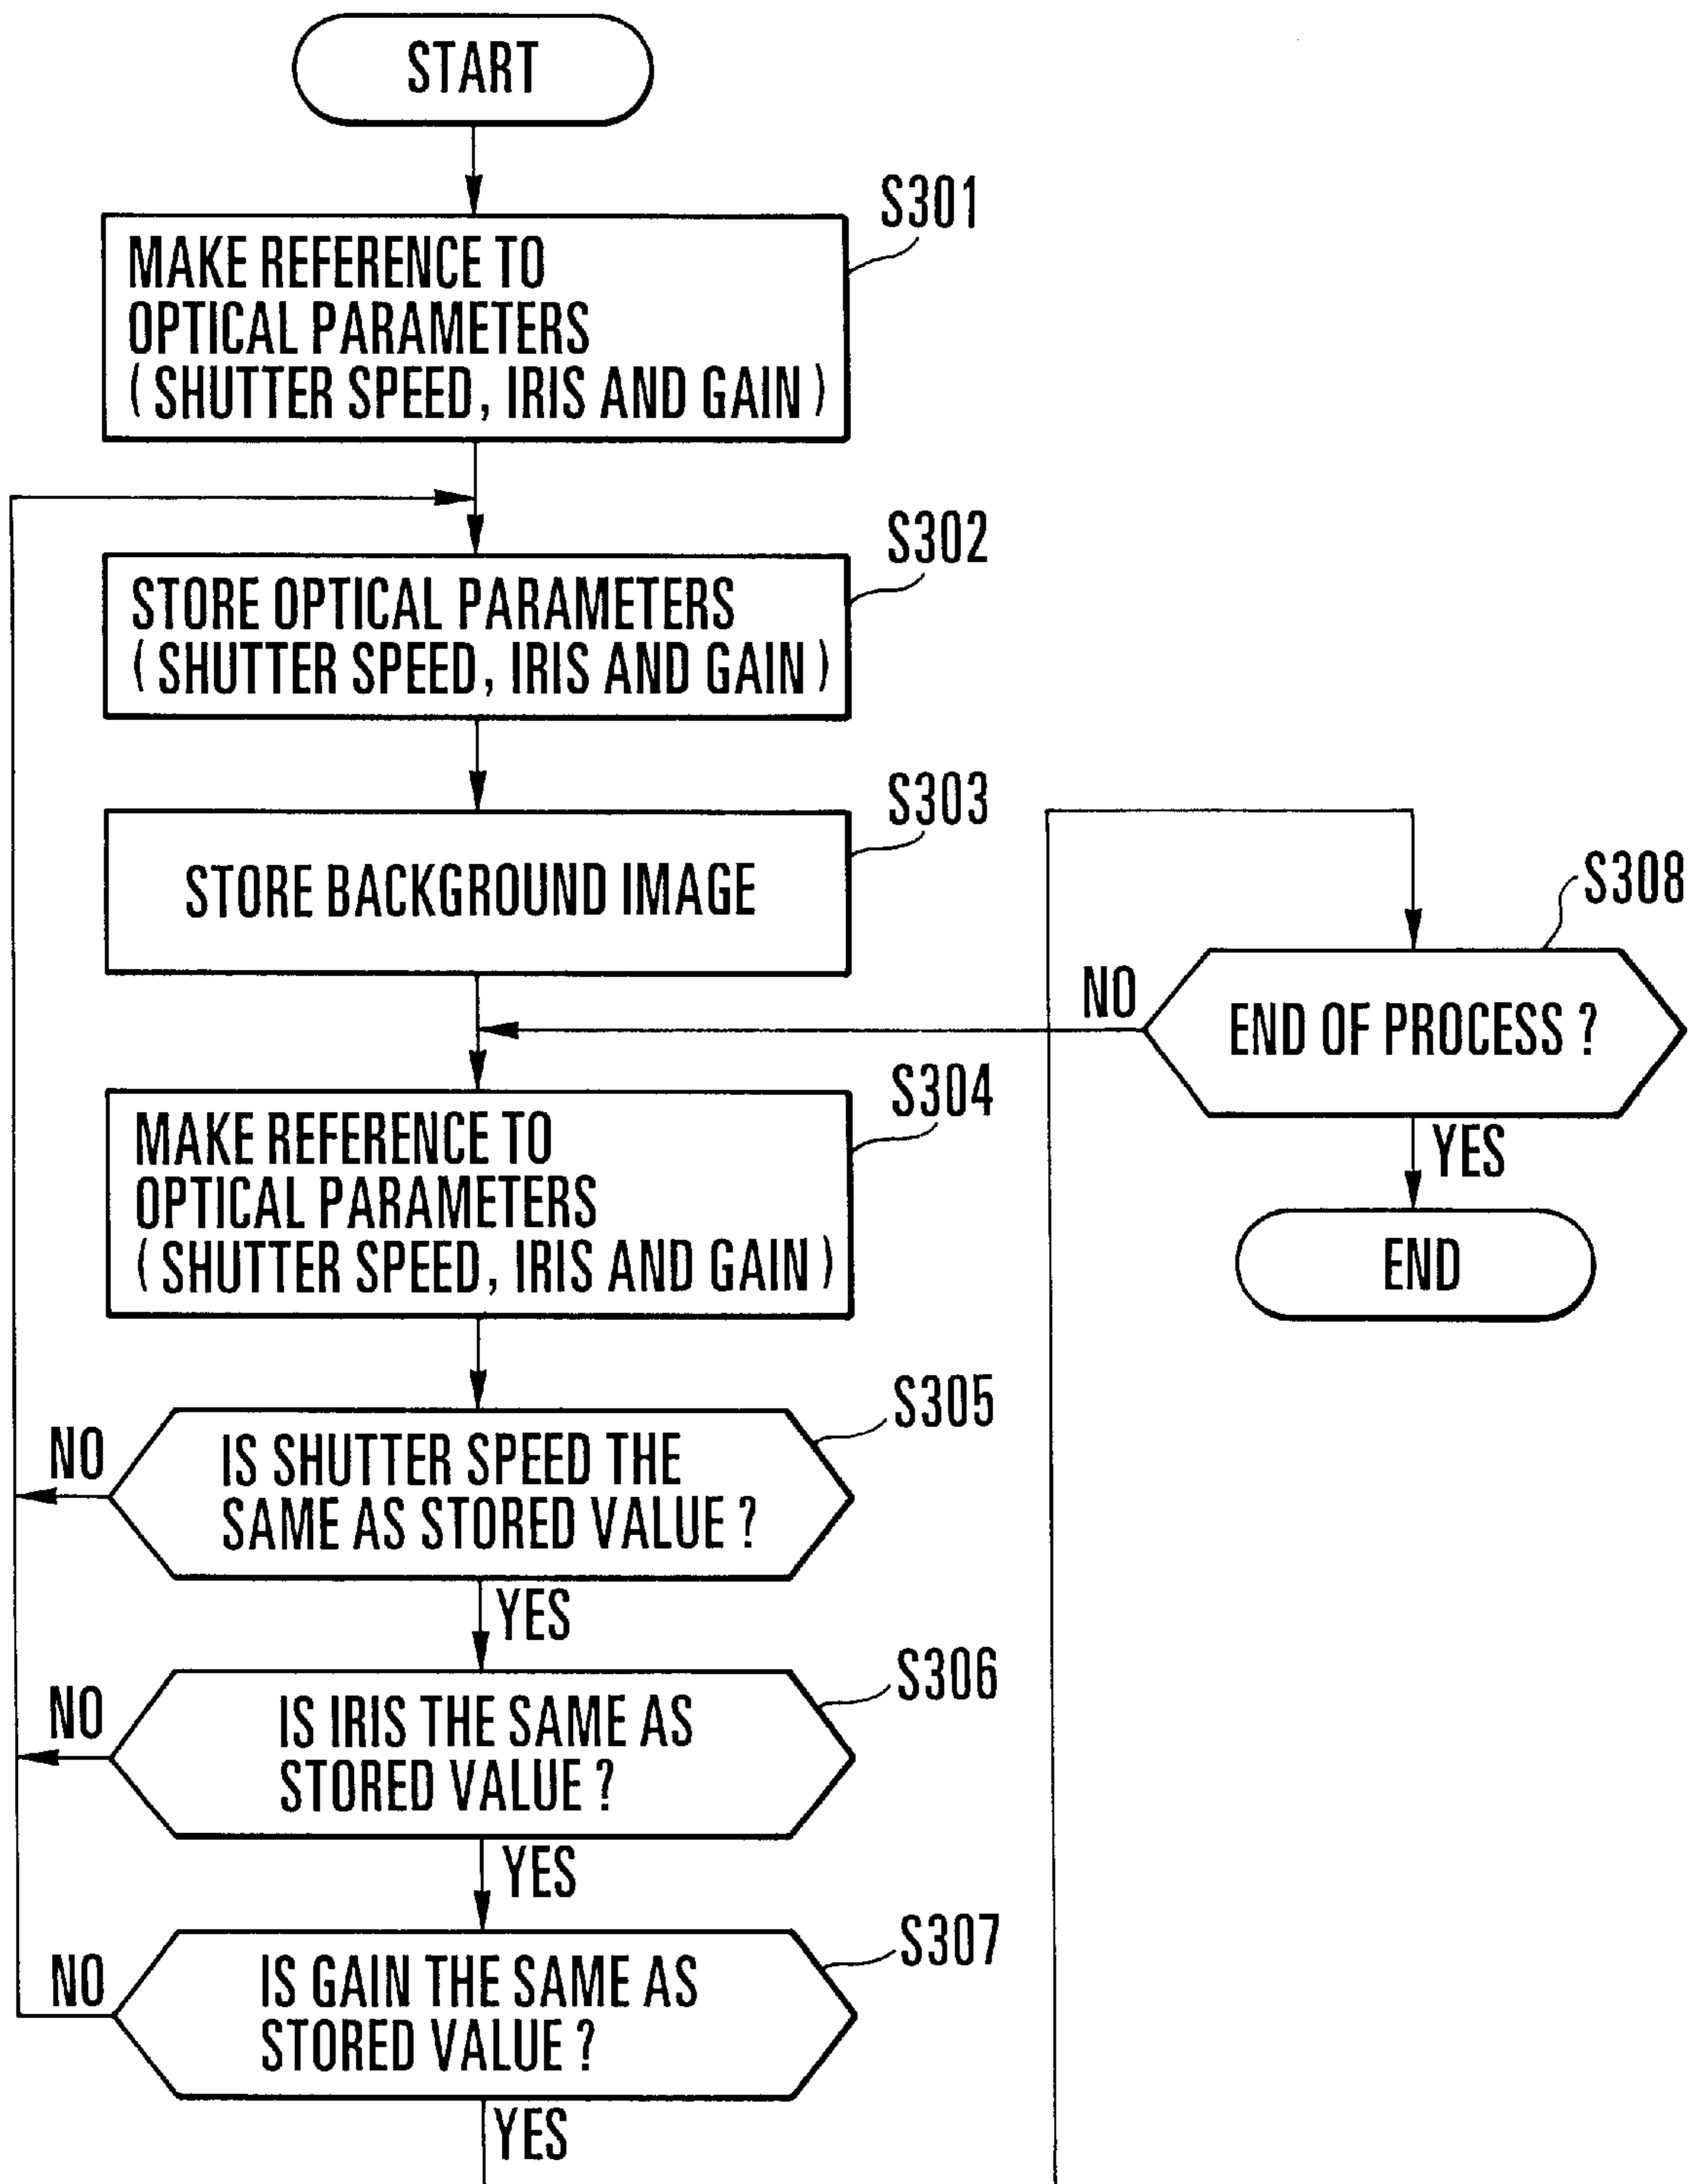 START
S301
MAKE REFERENCE TO
OPTICAL PARAMETERS
(SHUTTER SPEED, IRIS AND GAIN)
S302
STORE OPTICAL PARAMETERS
(SHUTTER SPEED, IRIS AND GAIN)
S303
STORE BACKGROUND IMAGE
S308
NO
END OF PROCESS ?
YES
END
S304
MAKE REFERENCE TO
OPTICAL PARAMETERS
(SHUTTER SPEED, IRIS AND GAIN)
S305
NO
IS SHUTTER SPEED THE
SAME AS STORED VALUE ?
YES
S306
NO
IS IRIS THE SAME AS
STORED VALUE ?
YES
S307
NO
IS GAIN THE SAME AS
STORED VALUE ?
YES